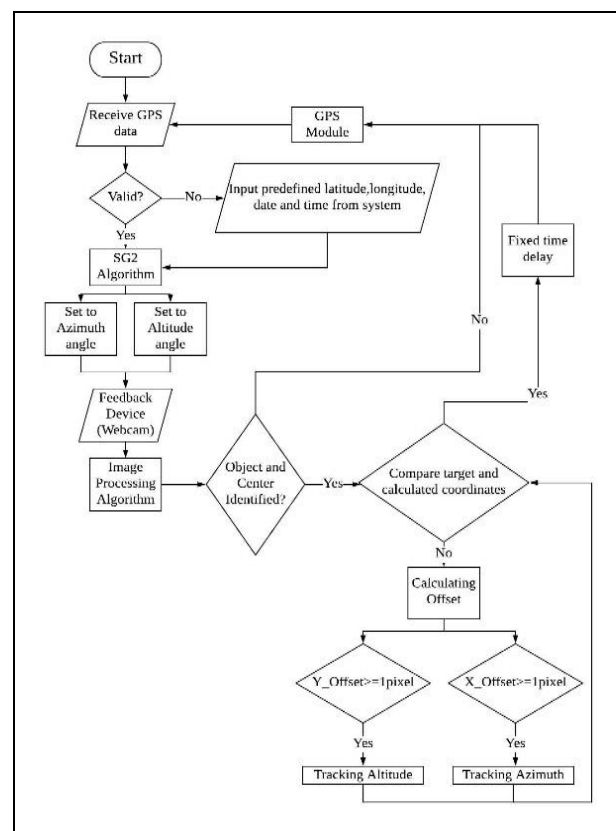 Start
Receive GPS
data
GPS
Module
Valid?
No
Input predefined latitude,longitude,
date and time from system
Yes
SG2
Algorithm
Fixed time
delay
Set to
Azimuth
angle
Set to
Altitude
angle
No
Yes
Feedback
Device
(Webcam)
Image
Processing
Algorithm
Object and
Center
Identified?
Yes
Compare target and
calculated coordinates
No
Calculating
Offset
Y_Offset>=1pixel
X_Offset>=1pixel
Yes
Yes
Tracking Altitude
Tracking Azimuth